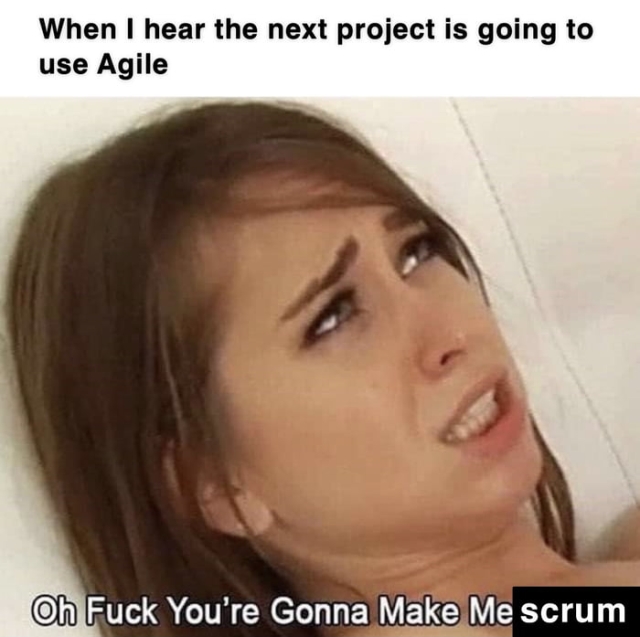 When I hear the next project is going to
use Agile
Oh Fuck You're Gonna Make Me scrum